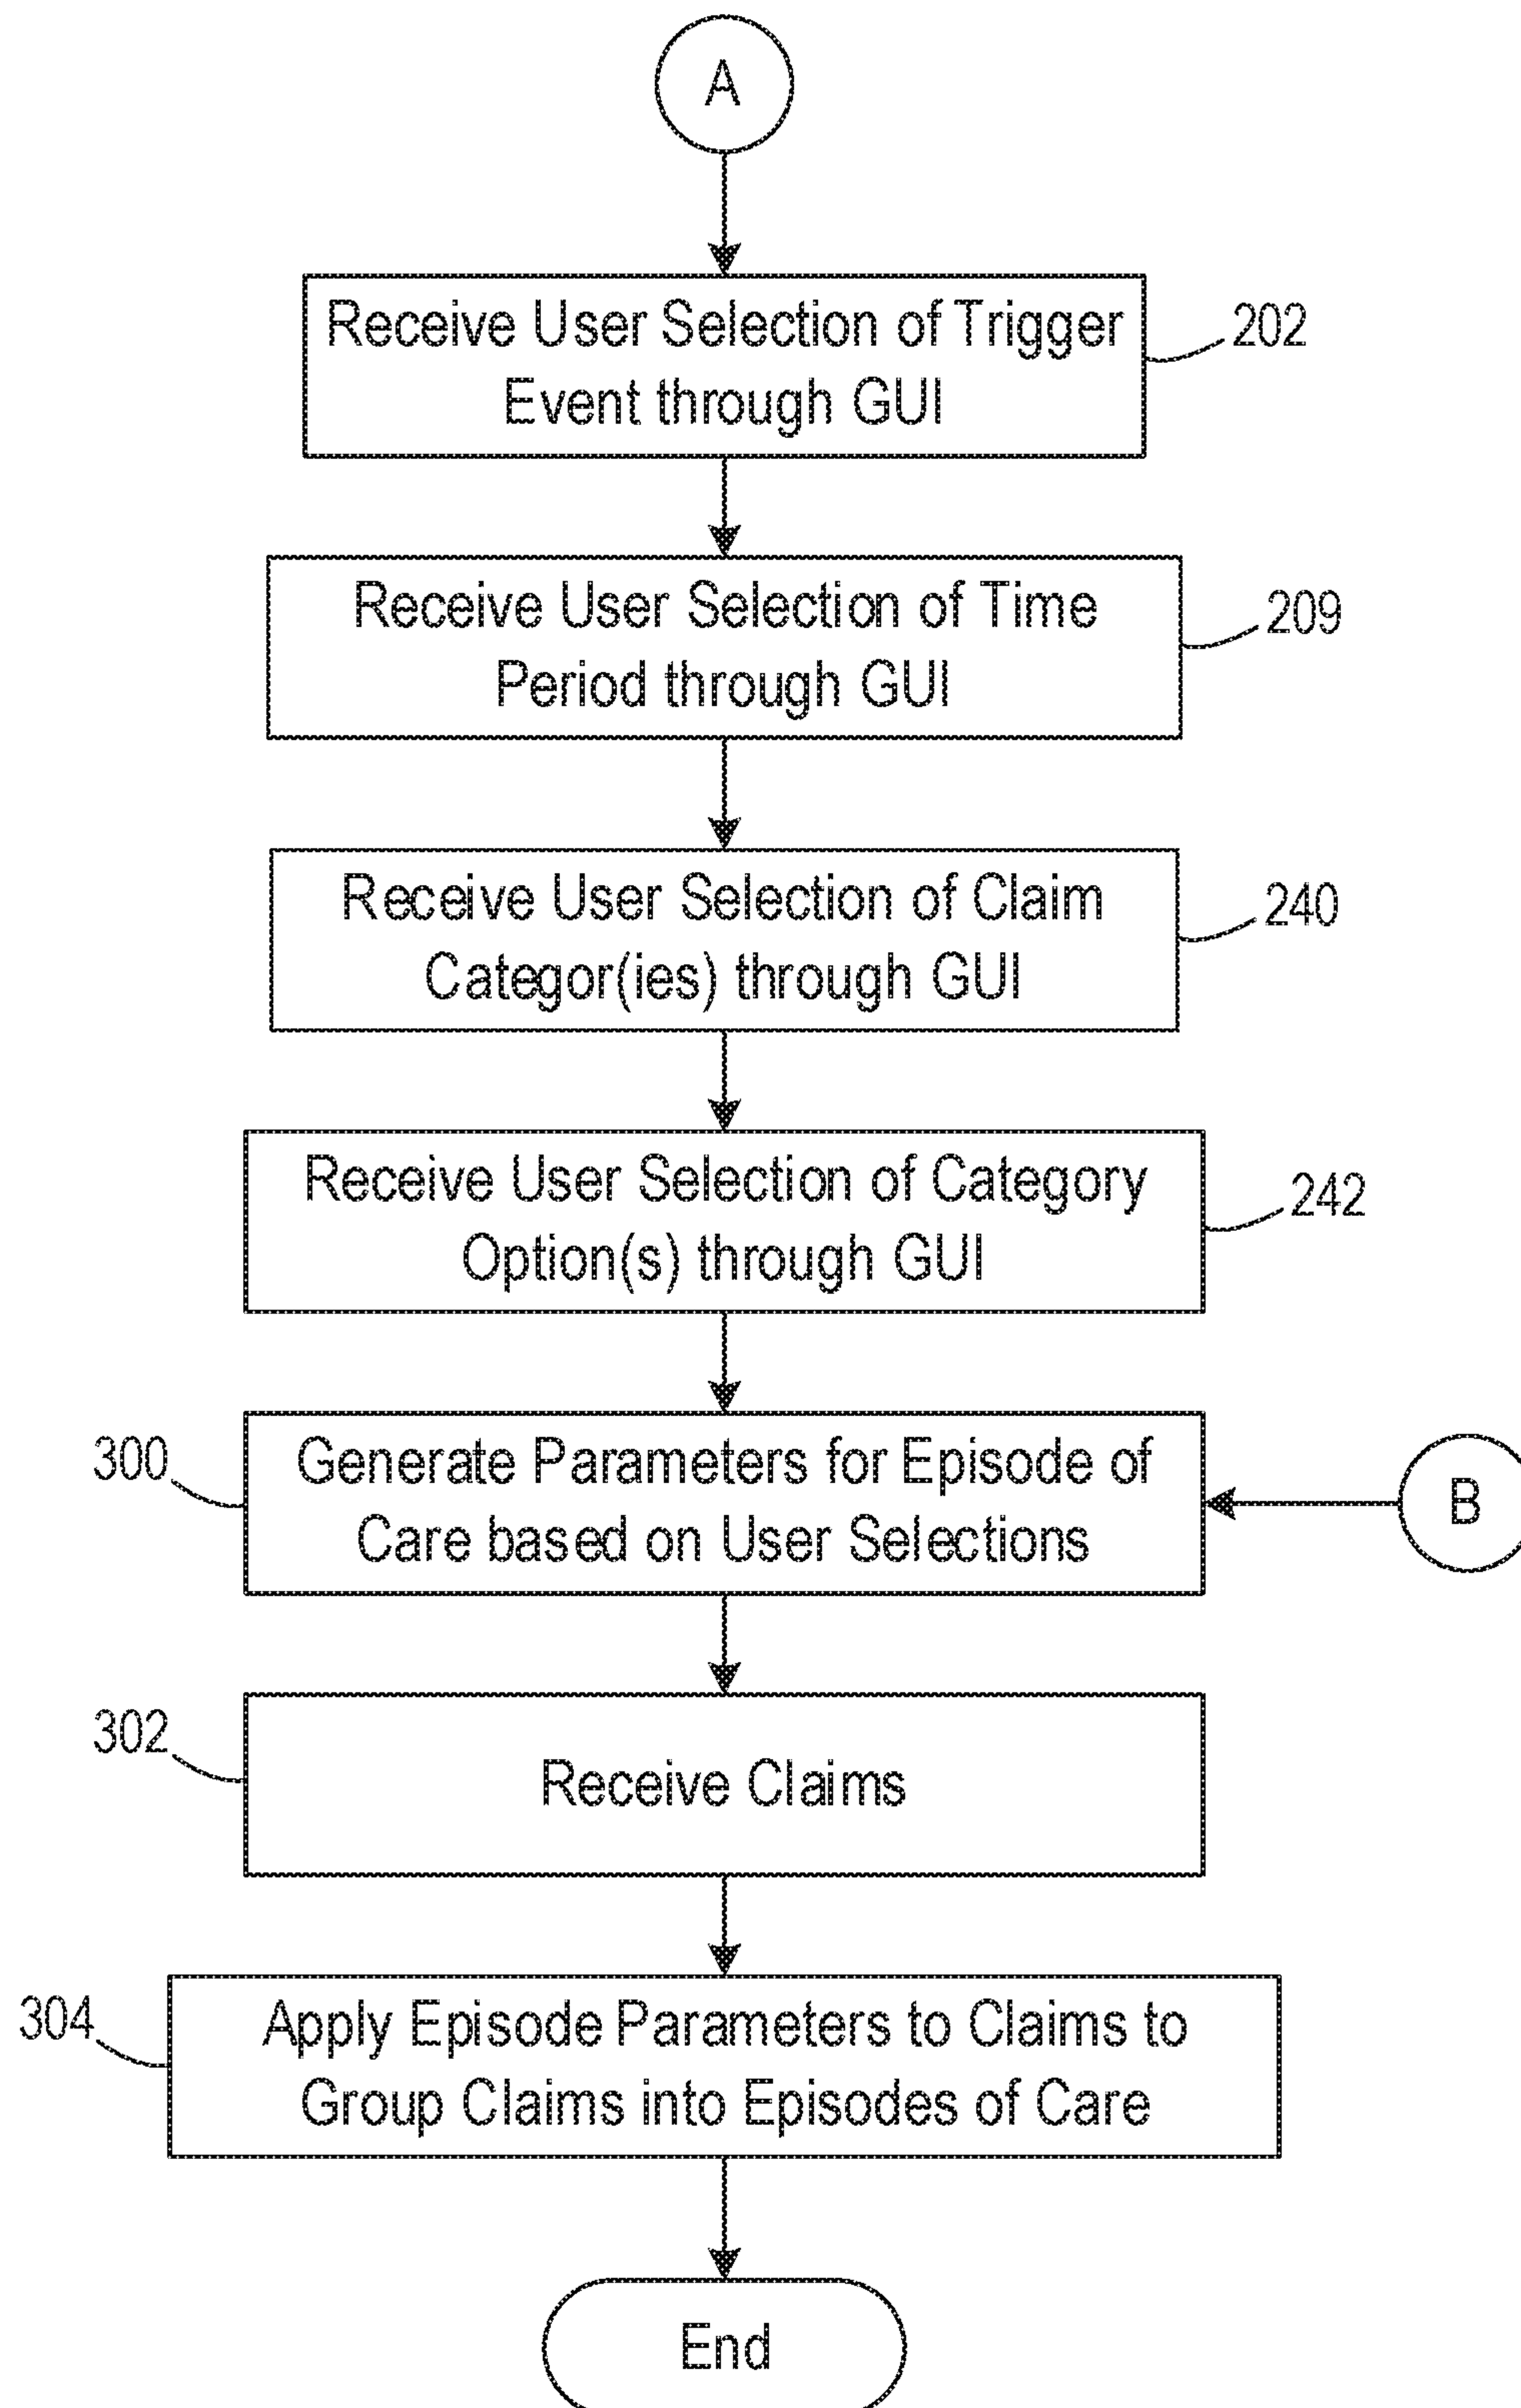 A
Receive User Selection of Trigger
Event through GUI
202
Receive User Selection of Time
Period through GUI
209
Receive User Selection of Claim
Categor(ies) through GUI
240
Receive User Selection of Category
Option(s) through GUI
242
300
Generate Parameters for Episode of
Care based on User Selections
B
302
Receive Claims
304
Apply Episode Parameters to Claims to
Group Claims into Episodes of Care
End